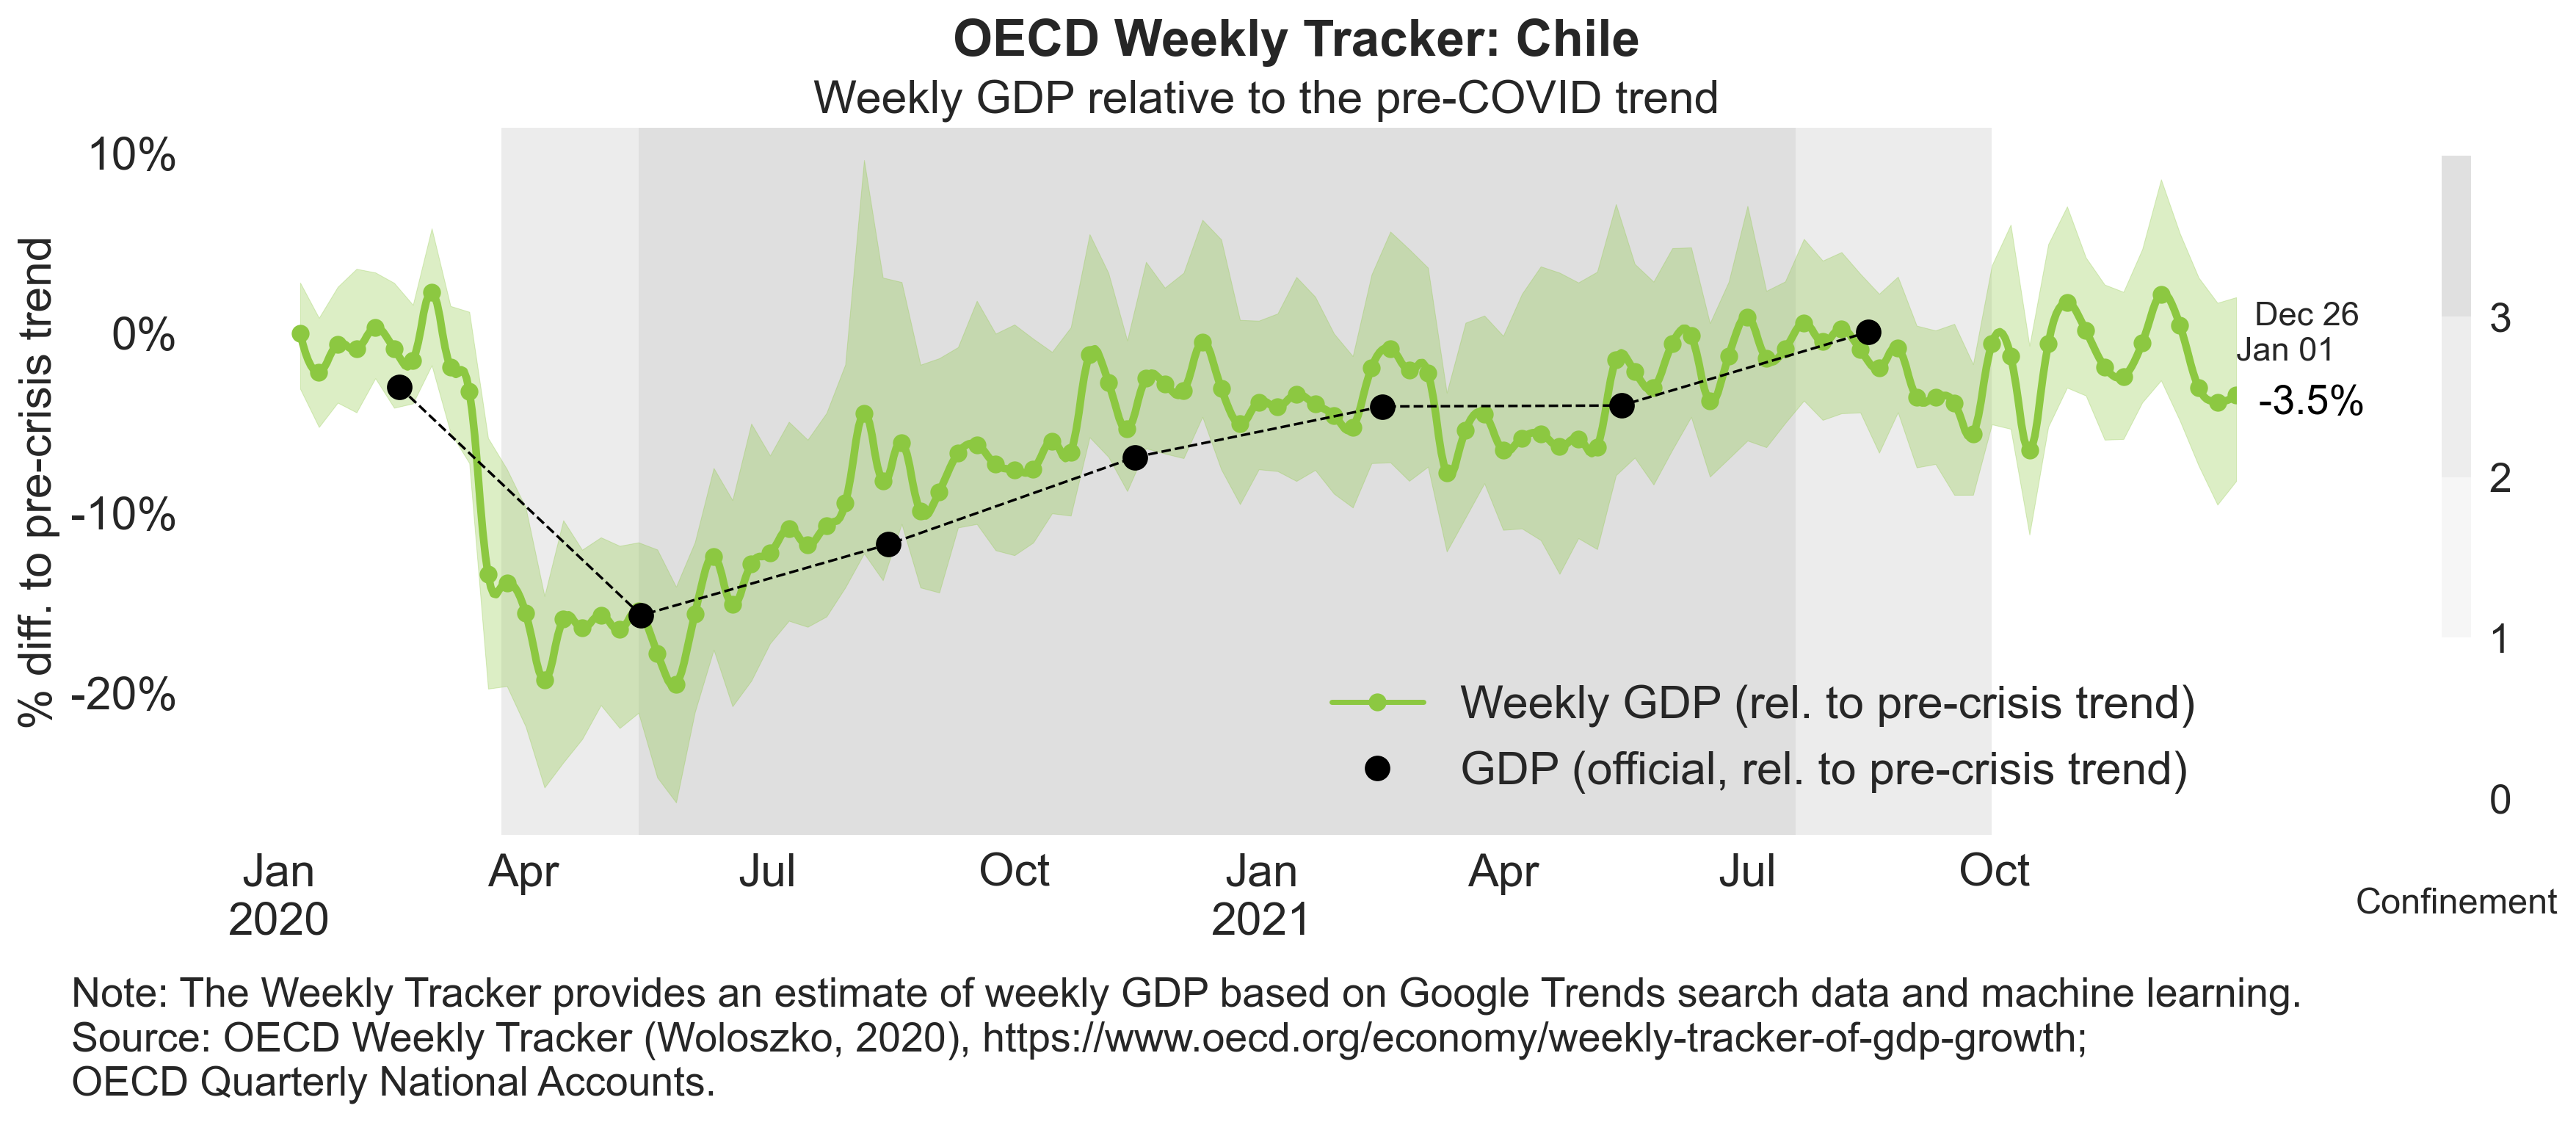 OECD Weekly Tracker: Chile
Weekly GDP relative to the pre-COVID trend
% diff. to pre-crisis trend
10%
0%
-10%
-20%
Dec 26
Jan 01
-3.5%
3
2
1
0
Confinement
Weekly GDP (rel. to pre-crisis trend)
GDP (official, rel. to pre-crisis trend)
Jan Apr Jul Oct Jan Apr Jul Oct
2020 2021
Note: The Weekly Tracker provides an estimate of weekly GDP based on Google Trends search data and machine learning.
Source: OECD Weekly Tracker (Woloszko, 2020), https://www.oecd.org/economy/weekly-tracker-of-gdp-growth;
OECD Quarterly National Accounts.